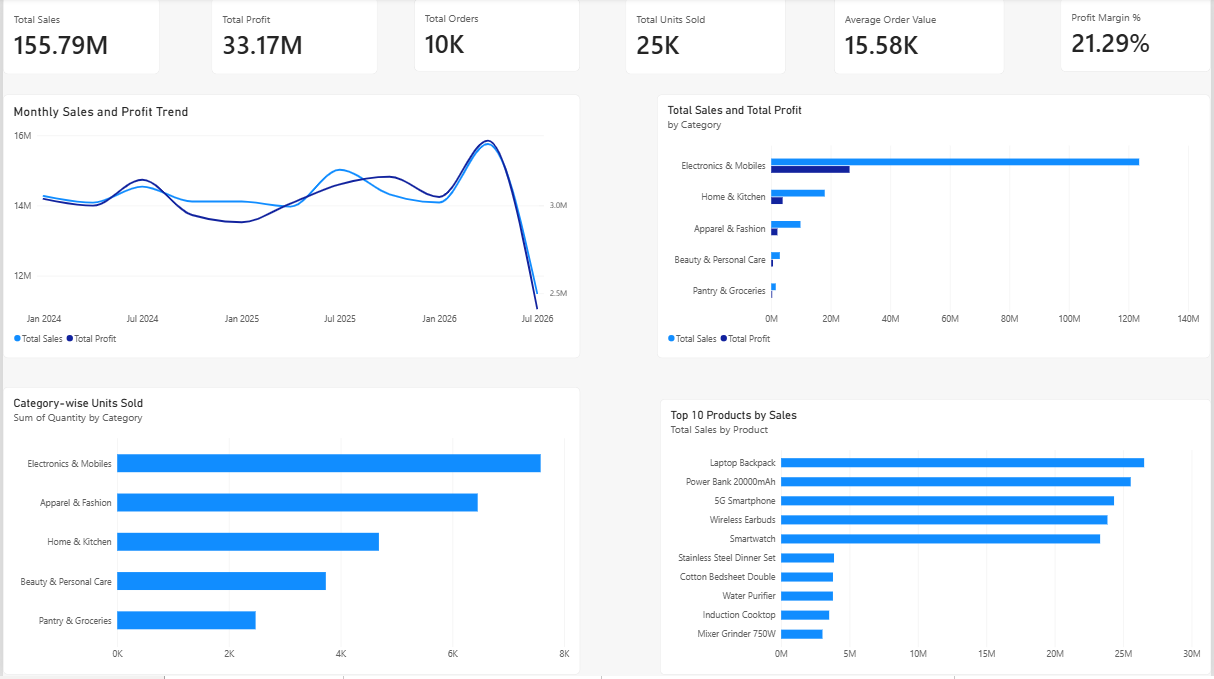 Total Sales
155.79M
Total Profit
33.17M
Total Orders
10K
Total Units Sold
25K
Average Order Value
15.58K
Profit Margin %
21.29%
Monthly Sales and Profit Trend
16M
14M
12M
3.0M
2.5M
Jan 2024 Jul 2024 Jan 2025 Jul 2025 Jan 2026 Jul 2026
Total Sales Total Profit
Total Sales and Total Profit
by Category
Electronics & Mobiles
Home & Kitchen
Apparel & Fashion
Beauty & Personal Care
Pantry & Groceries
0M 20M 40M 60M 80M 100M 120M 140M
Total Sales Total Profit
Category-wise Units Sold
Sum of Quantity by Category
Electronics & Mobiles
Apparel & Fashion
Home & Kitchen
Beauty & Personal Care
Pantry & Groceries
0K 2K 4K 6K 8K
Top 10 Products by Sales
Total Sales by Product
Laptop Backpack
Power Bank 20000mAh
5G Smartphone
Wireless Earbuds
Smartwatch
Stainless Steel Dinner Set
Cotton Bedsheet Double
Water Purifier
Induction Cooktop
Mixer Grinder 750W
0M 5M 10M 15M 20M 25M 30M